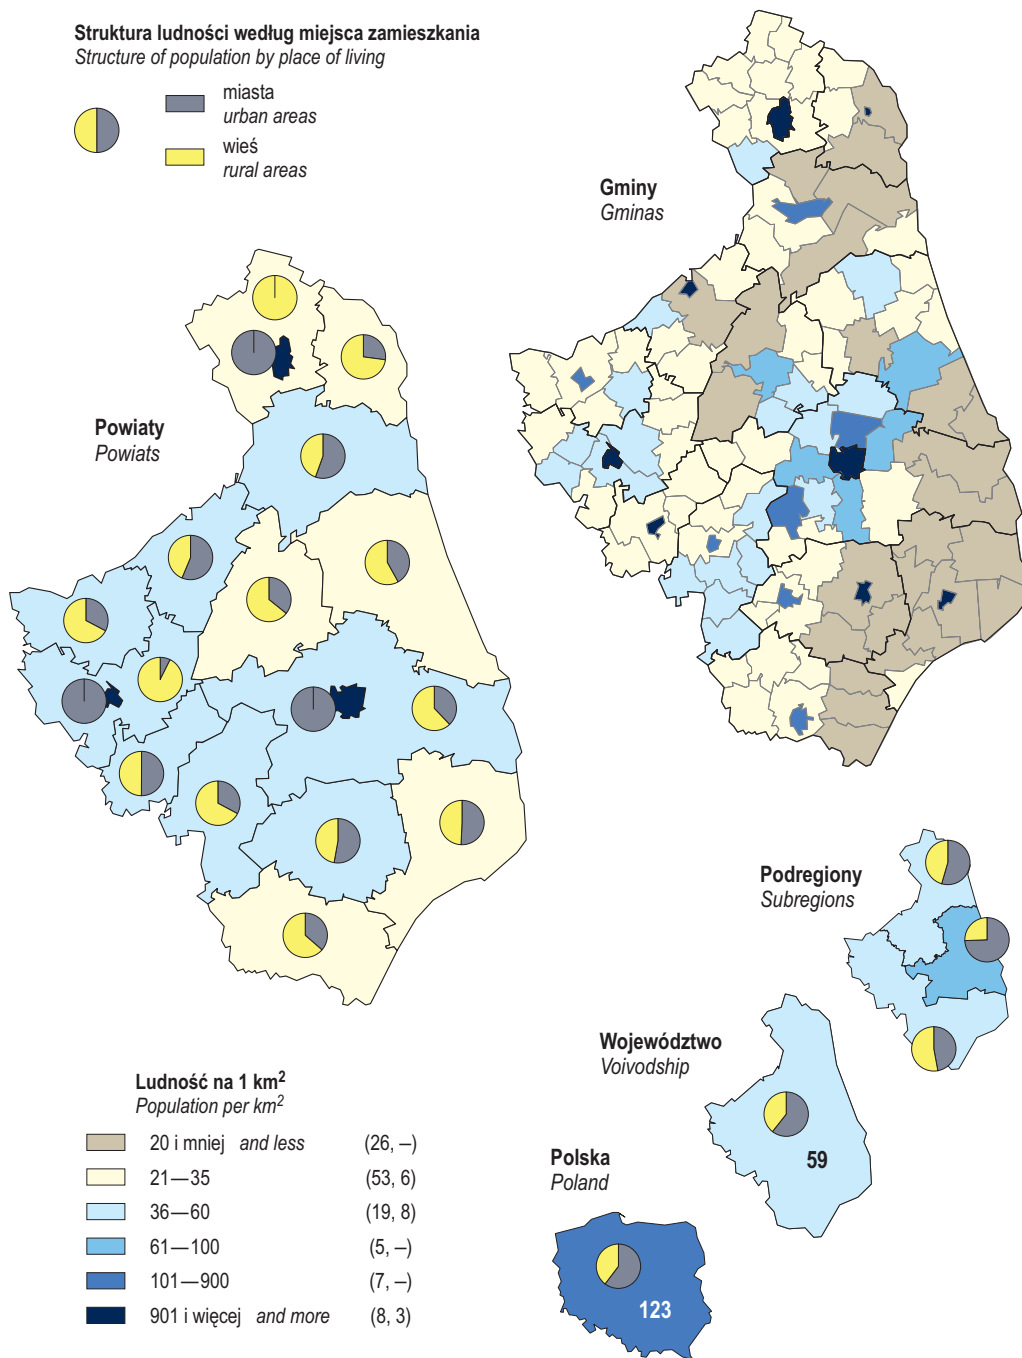 Struktura ludności według miejsca zamieszkania
Structure of population by place of living
miasta
urban areas
wieś
rural areas
Gminy
Gminas
Powiaty
Powiats
Podregiony
Subregions
Województwo
Voivodship
59
Polska
Poland
123
Ludność na 1 km²
Population per km²
20 i mniej and less (26, –)
21—35 (53, 6)
36—60 (19, 8)
61—100 (5, –)
101—900 (7, –)
901 i więcej and more (8, 3)